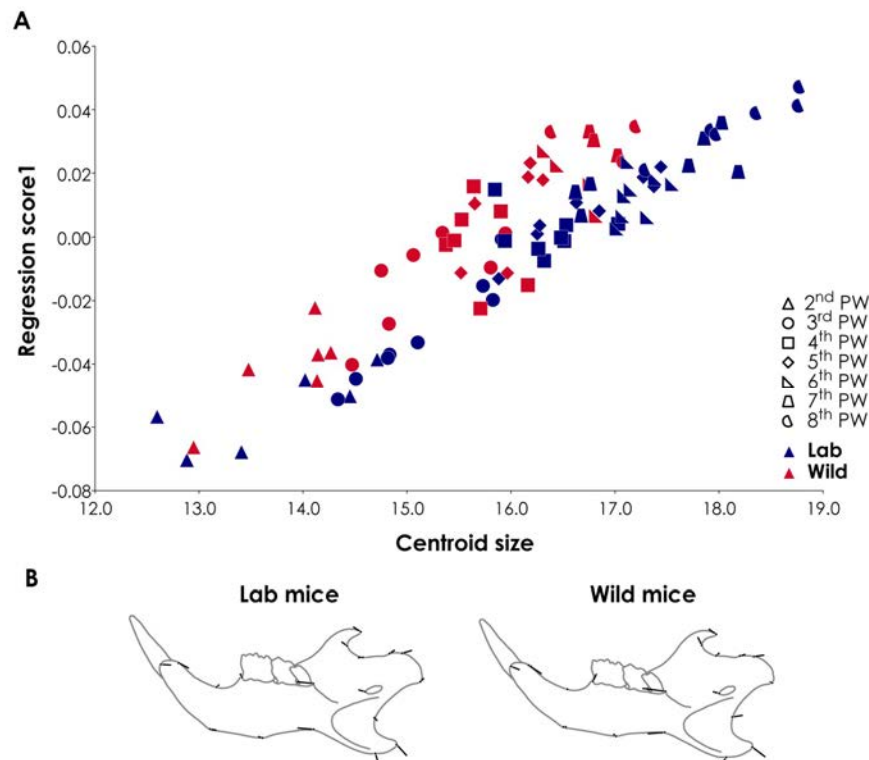 A
0.06
0.04
0.02
0.00
-0.02
-0.04
-0.06
-0.08
Regression score1
12.0 13.0 14.0 15.0 16.0 17.0 18.0 19.0
Centroid size
2nd PW
3rd PW
4th PW
5th PW
6th PW
7th PW
8th PW
Lab
Wild
B
Lab mice Wild mice